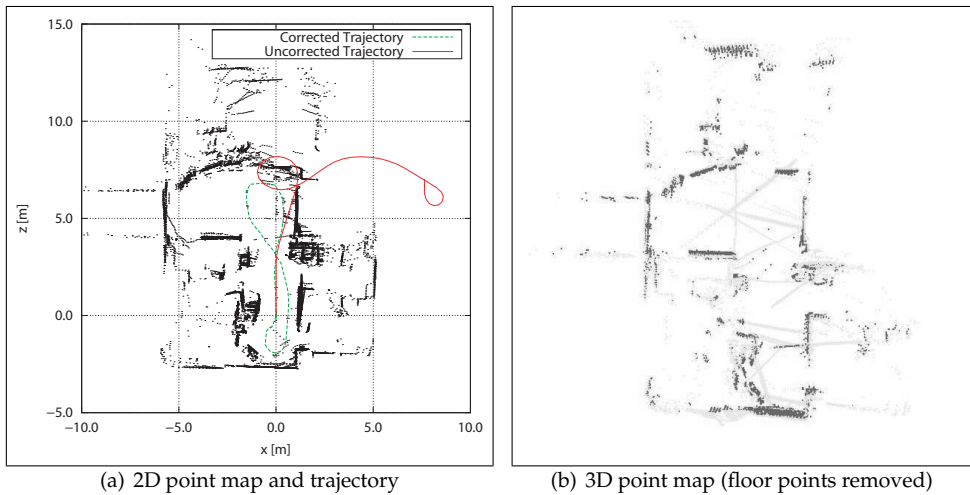 15.0
Corrected Trajectory
Uncorrected Trajectory
10.0
z [m]
5.0
0.0
−5.0
−10.0 −5.0 0.0 5.0 10.0
x [m]
(a) 2D point map and trajectory
(b) 3D point map (floor points removed)